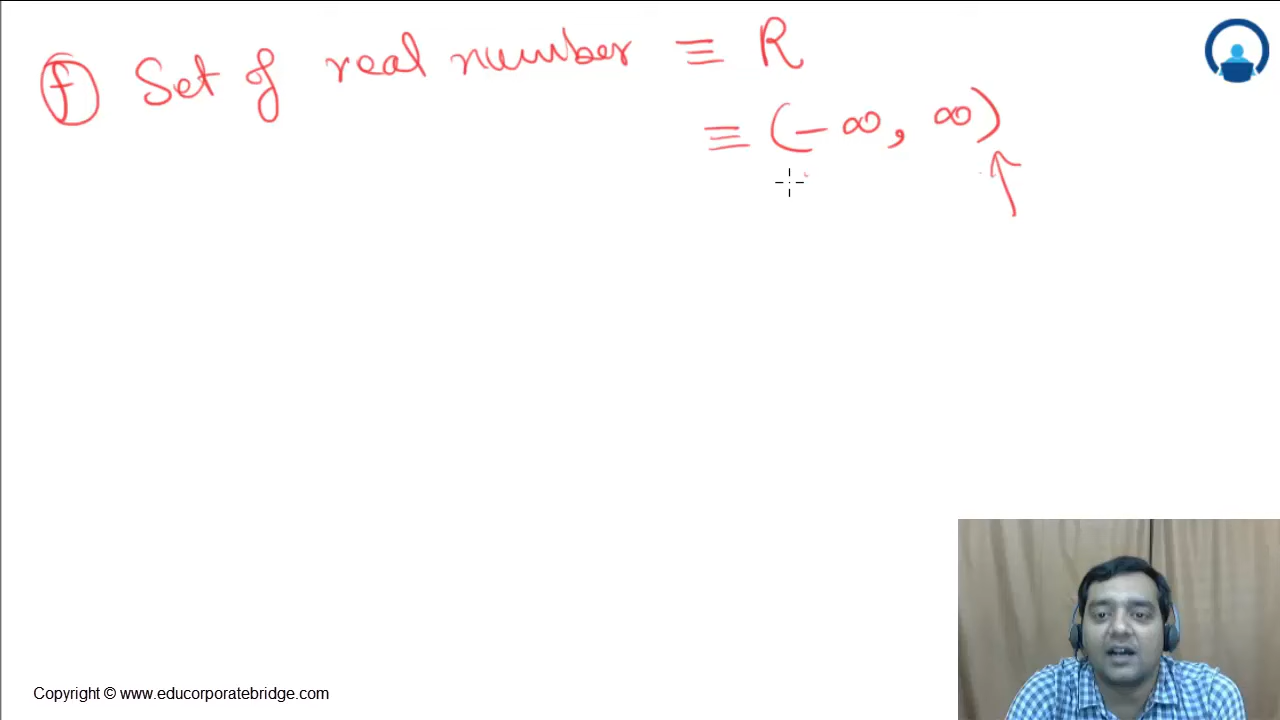 (f) Set of real number ≡ R
≡ (-∞, ∞)
Copyright © www.educorporatebridge.com